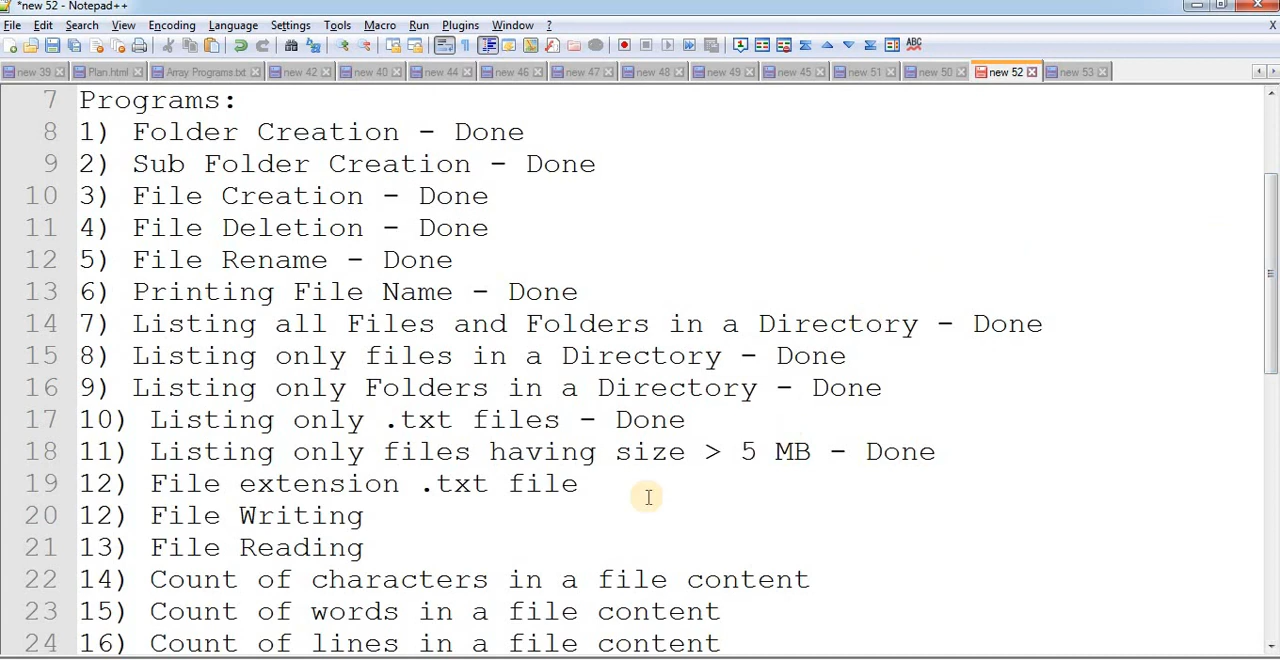 *new 52 - Notepad++
File Edit Search View Encoding Language Settings Tools Macro Run Plugins Window ? X
new 39 Plan html Array Programs.txt new 42 new 40 new 44 new 46 new 47 new 48 new 49 new 45 new 51 new 50 new 52 new 53
7 Programs:
8 1) Folder Creation - Done
9 2) Sub Folder Creation - Done
10 3) File Creation - Done
11 4) File Deletion - Done
12 5) File Rename - Done
13 6) Printing File Name - Done
14 7) Listing all Files and Folders in a Directory - Done
15 8) Listing only files in a Directory - Done
16 9) Listing only Folders in a Directory - Done
17 10) Listing only .txt files - Done
18 11) Listing only files having size > 5 MB - Done
19 12) File extension .txt file
20 12) File Writing
21 13) File Reading
22 14) Count of characters in a file content
23 15) Count of words in a file content
24 16) Count of lines in a file content